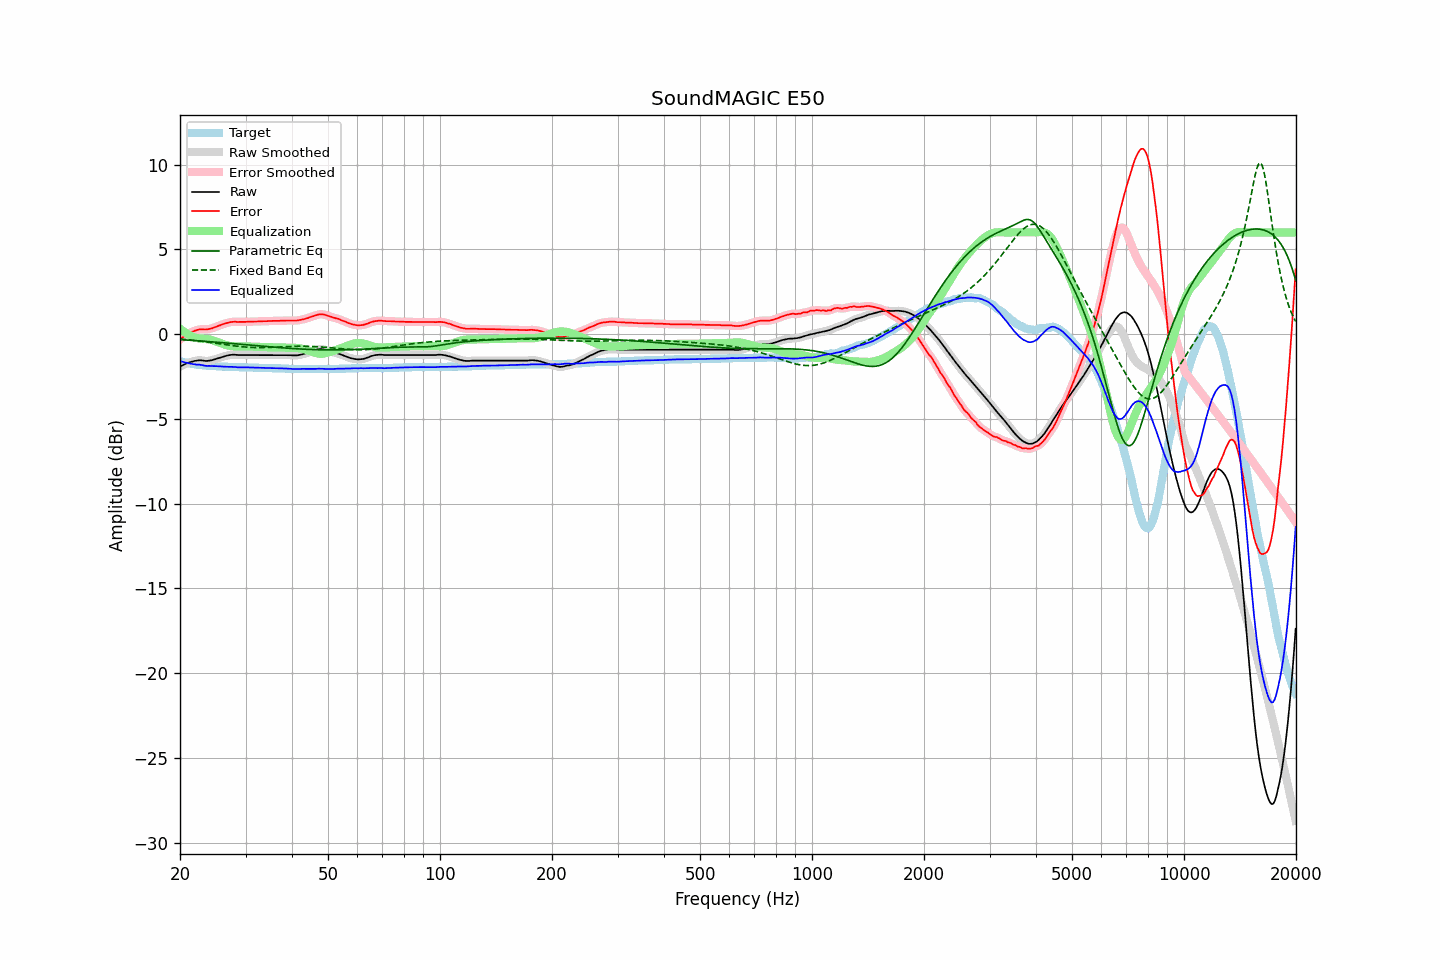 SoundMAGIC E50
Target
Raw Smoothed
Error Smoothed
Raw
Error
Equalization
Parametric Eq
Fixed Band Eq
Equalized
10
5
0
−5
−10
−15
−20
−25
−30
Amplitude (dBr)
20 50 100 200 500 1000 2000 5000 10000 20000
Frequency (Hz)